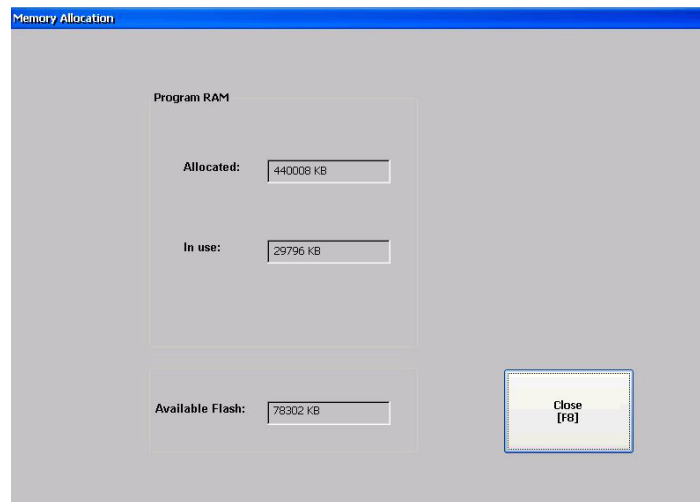 Memory Allocation
Program RAM
Allocated: 440008 KB
In use: 29796 KB
Available Flash: 78302 KB
Close
[F8]